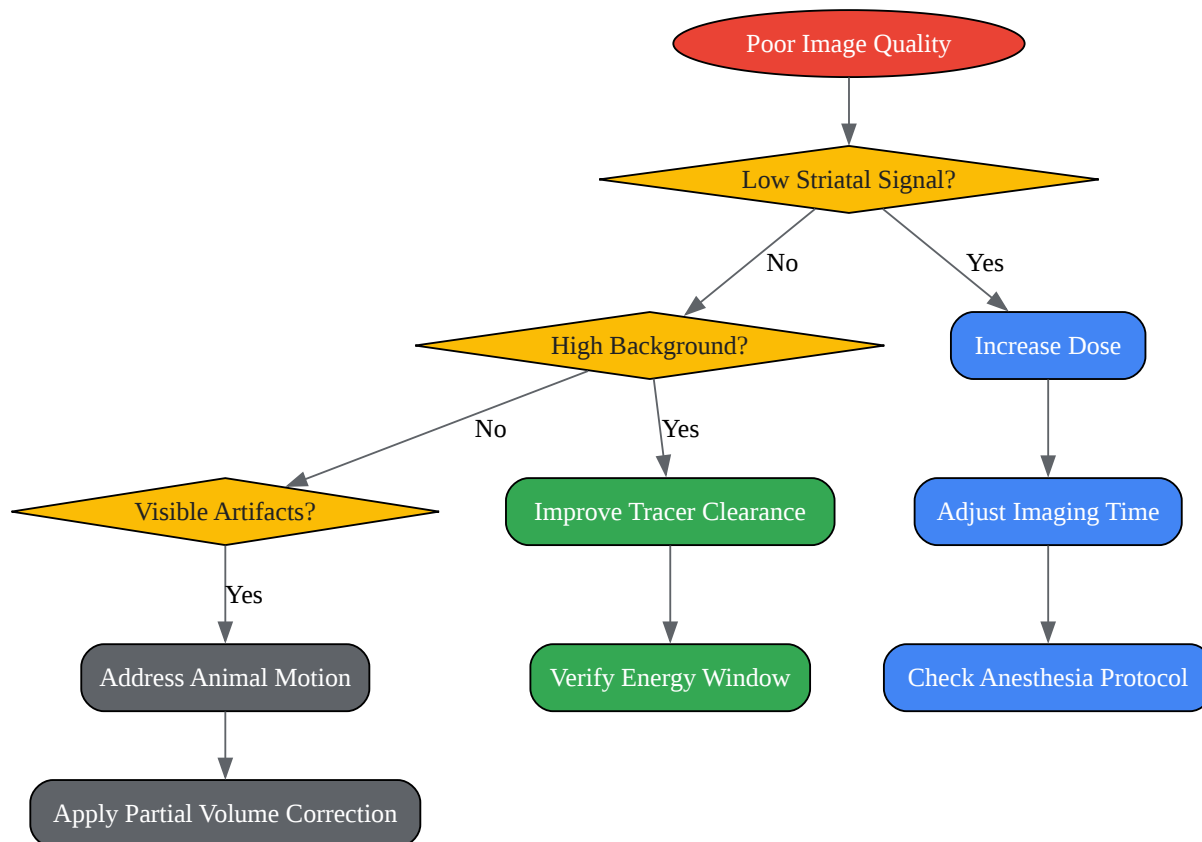 Poor Image Quality
Low Striatal Signal?
No
Yes
High Background?
Increase Dose
No
Yes
Visible Artifacts?
Improve Tracer Clearance
Adjust Imaging Time
Yes
Address Animal Motion
Verify Energy Window
Check Anesthesia Protocol
Apply Partial Volume Correction